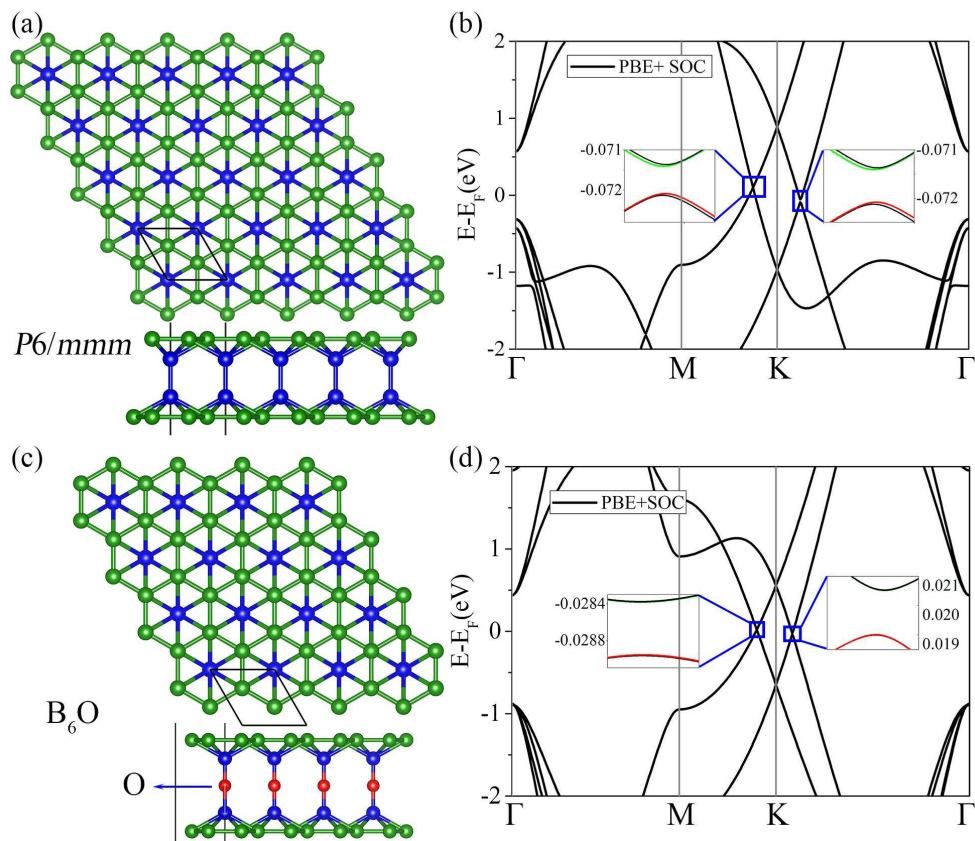 (a)
P6/mmm
(b)
2
1
0
-1
-2
E-E_F(eV)
PBE+ SOC
-0.071
-0.072
-0.071
-0.072
Γ M K Γ
(c)
B₆O
O
(d)
2
1
0
-1
-2
E-E_F(eV)
PBE+SOC
-0.0284
-0.0288
0.021
0.020
0.019
Γ M K Γ